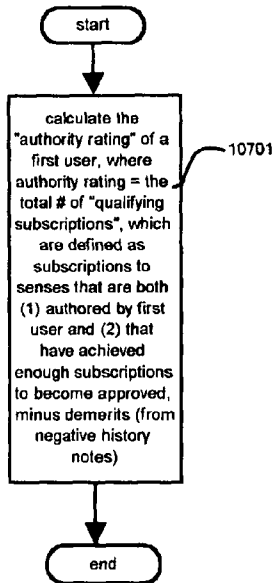 start
calculate the
"authority rating" of a
first user, where
authority rating = the
total # of "qualifying
subscriptions", which
are defined as
subscriptions to
senses that are both
(1) authored by first
user and (2) that
have achieved
enough subscriptions
to become approved,
minus demerits (from
negative history
notes)
10701
end